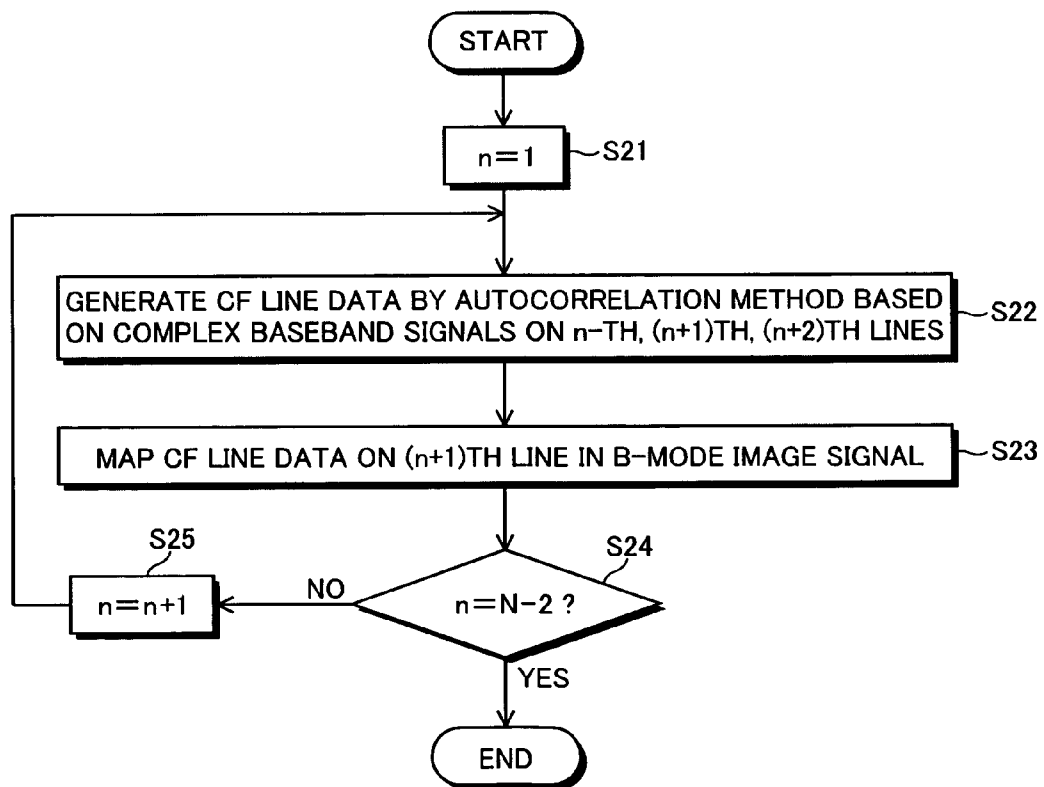 START
n=1
S21
GENERATE CF LINE DATA BY AUTOCORRELATION METHOD BASED
ON COMPLEX BASEBAND SIGNALS ON n-TH, (n+1)TH, (n+2)TH LINES
S22
MAP CF LINE DATA ON (n+1)TH LINE IN B-MODE IMAGE SIGNAL
S23
S25
S24
n=n+1
NO
n=N-2 ?
YES
END